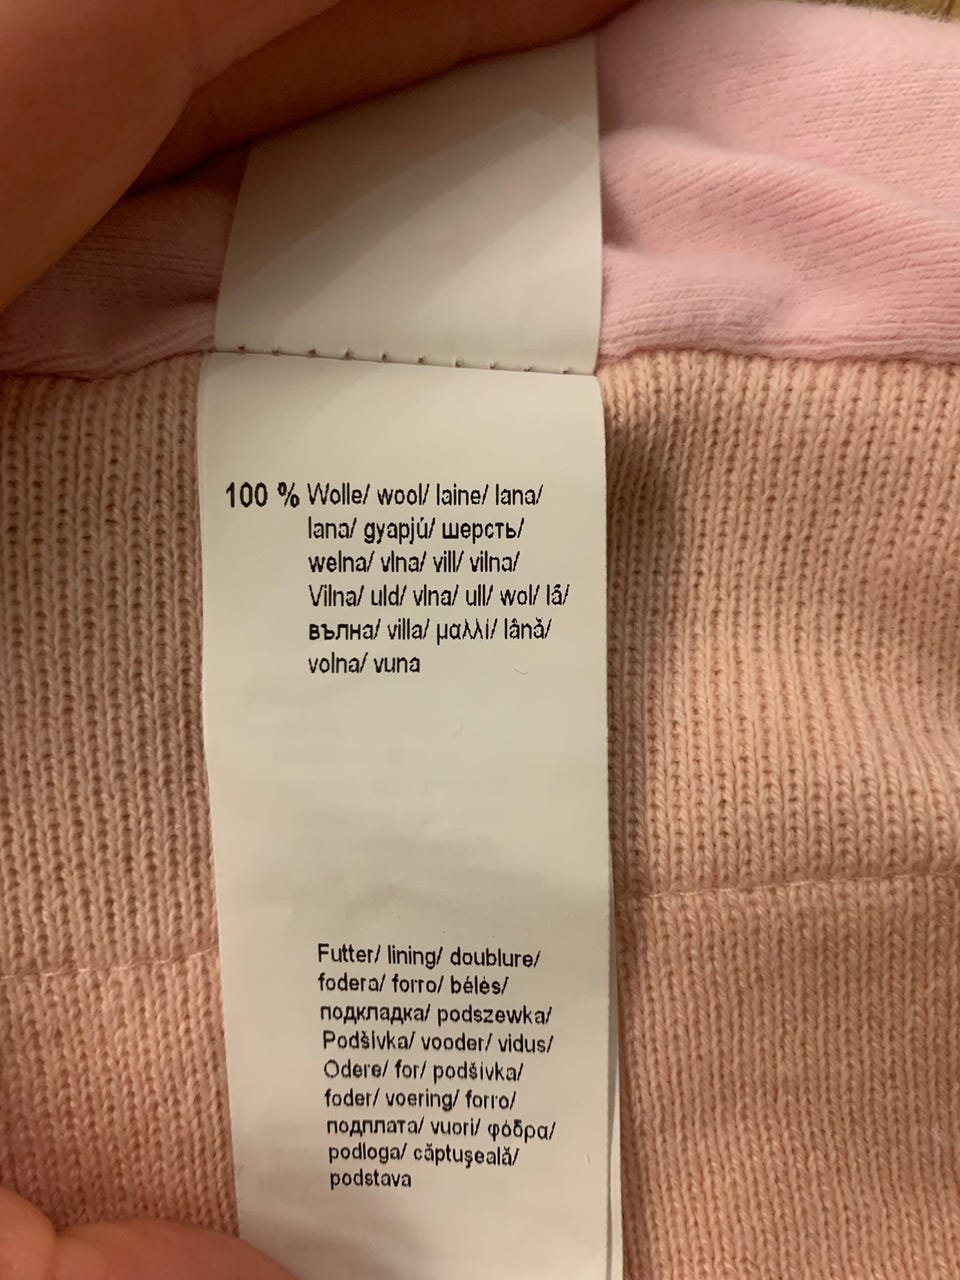 100 % Wolle/ wool/ laine/ lana/
lana/ gyapjú/ шерсть/
wełna/ vlna/ vill/ vilna/
Vilna/ uld/ vlna/ ull/ wol/ lã/
вълна/ villa/ μαλλί/ lână/
volna/ vuna
Futter/ lining/ doublure/
fodera/ forro/ bélés/
подкладка/ podszewka/
Podšívka/ vooder/ vidus/
Odere/ for/ podšívka/
foder/ voering/ forro/
подплата/ vuori/ φόδρα/
podloga/ căptuşeală/
podstava